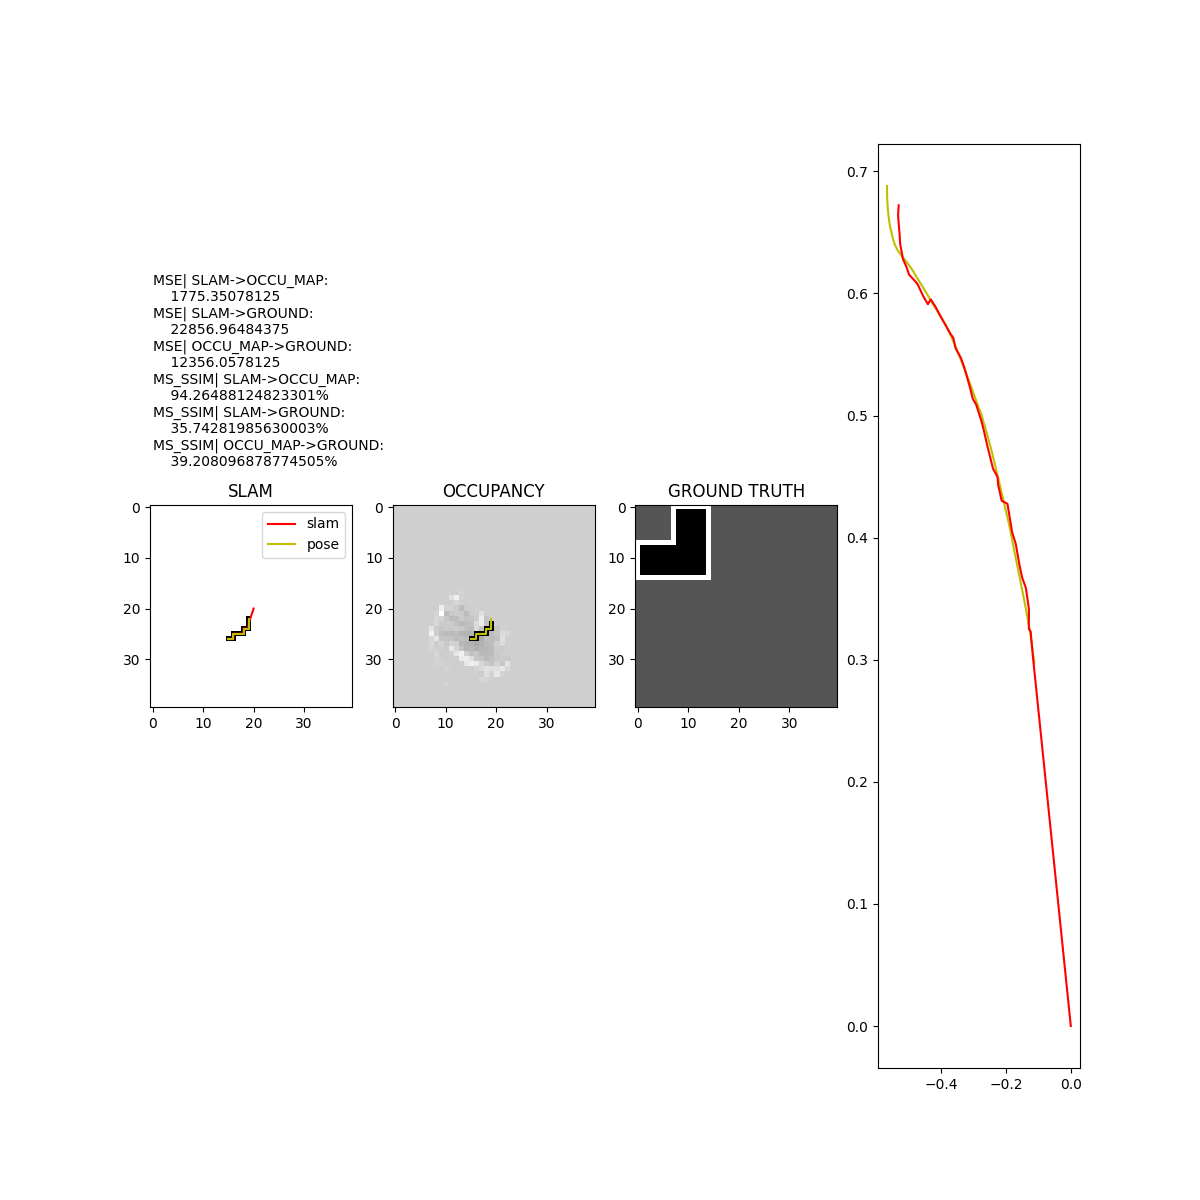 MSE| SLAM->OCCU_MAP:
1775.35078125
MSE| SLAM->GROUND:
22856.96484375
MSE| OCCU_MAP->GROUND:
12356.0578125
MS_SSIM| SLAM->OCCU_MAP:
94.26488124823301%
MS_SSIM| SLAM->GROUND:
35.74281985630003%
MS_SSIM| OCCU_MAP->GROUND:
39.208096878774505%
SLAM
0
10
20
30
0 10 20 30
slam
pose
OCCUPANCY
0
10
20
30
0 10 20 30
GROUND TRUTH
0
10
20
30
0 10 20 30
0.7
0.6
0.5
0.4
0.3
0.2
0.1
0.0
−0.4 −0.2 0.0